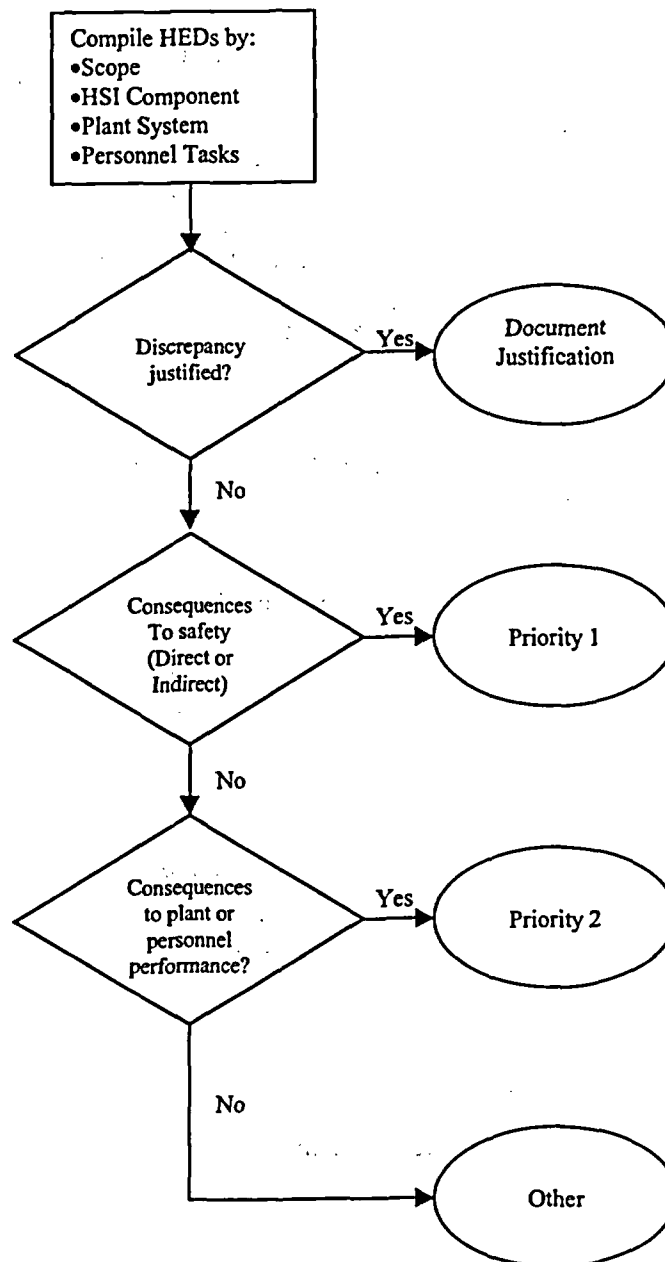 Compile HEDs by:
•Scope
•HSI Component
•Plant System
•Personnel Tasks
Discrepancy
justified?
Yes
Document
Justification
No
Consequences
To safety
(Direct or
Indirect)
Yes
Priority 1
No
Consequences
to plant or
personnel
performance?
Yes
Priority 2
No
Other